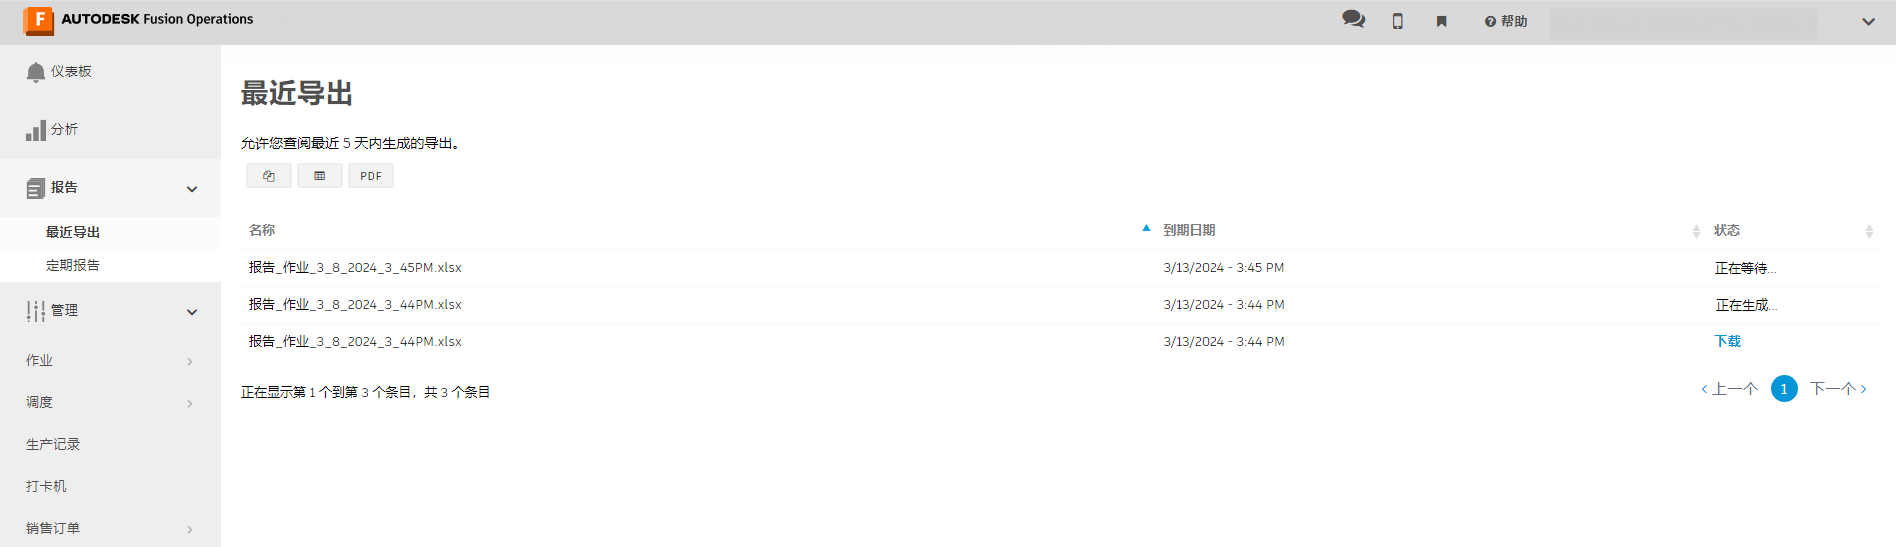 AUTODESK Fusion Operations
帮助
仪表板
分析
报告
最近导出
定期报告
管理
作业
调度
生产记录
打卡机
销售订单
最近导出
允许您查阅最近 5 天内生成的导出。
PDF
名称 到期日期 状态
报告_作业_3_8_2024_3_45PM.xlsx 3/13/2024 - 3:45 PM 正在等待...
报告_作业_3_8_2024_3_44PM.xlsx 3/13/2024 - 3:44 PM 正在生成...
报告_作业_3_8_2024_3_44PM.xlsx 3/13/2024 - 3:44 PM 下载
正在显示第 1 个到第 3 个条目，共 3 个条目
‹ 上一个 1 下一个 ›